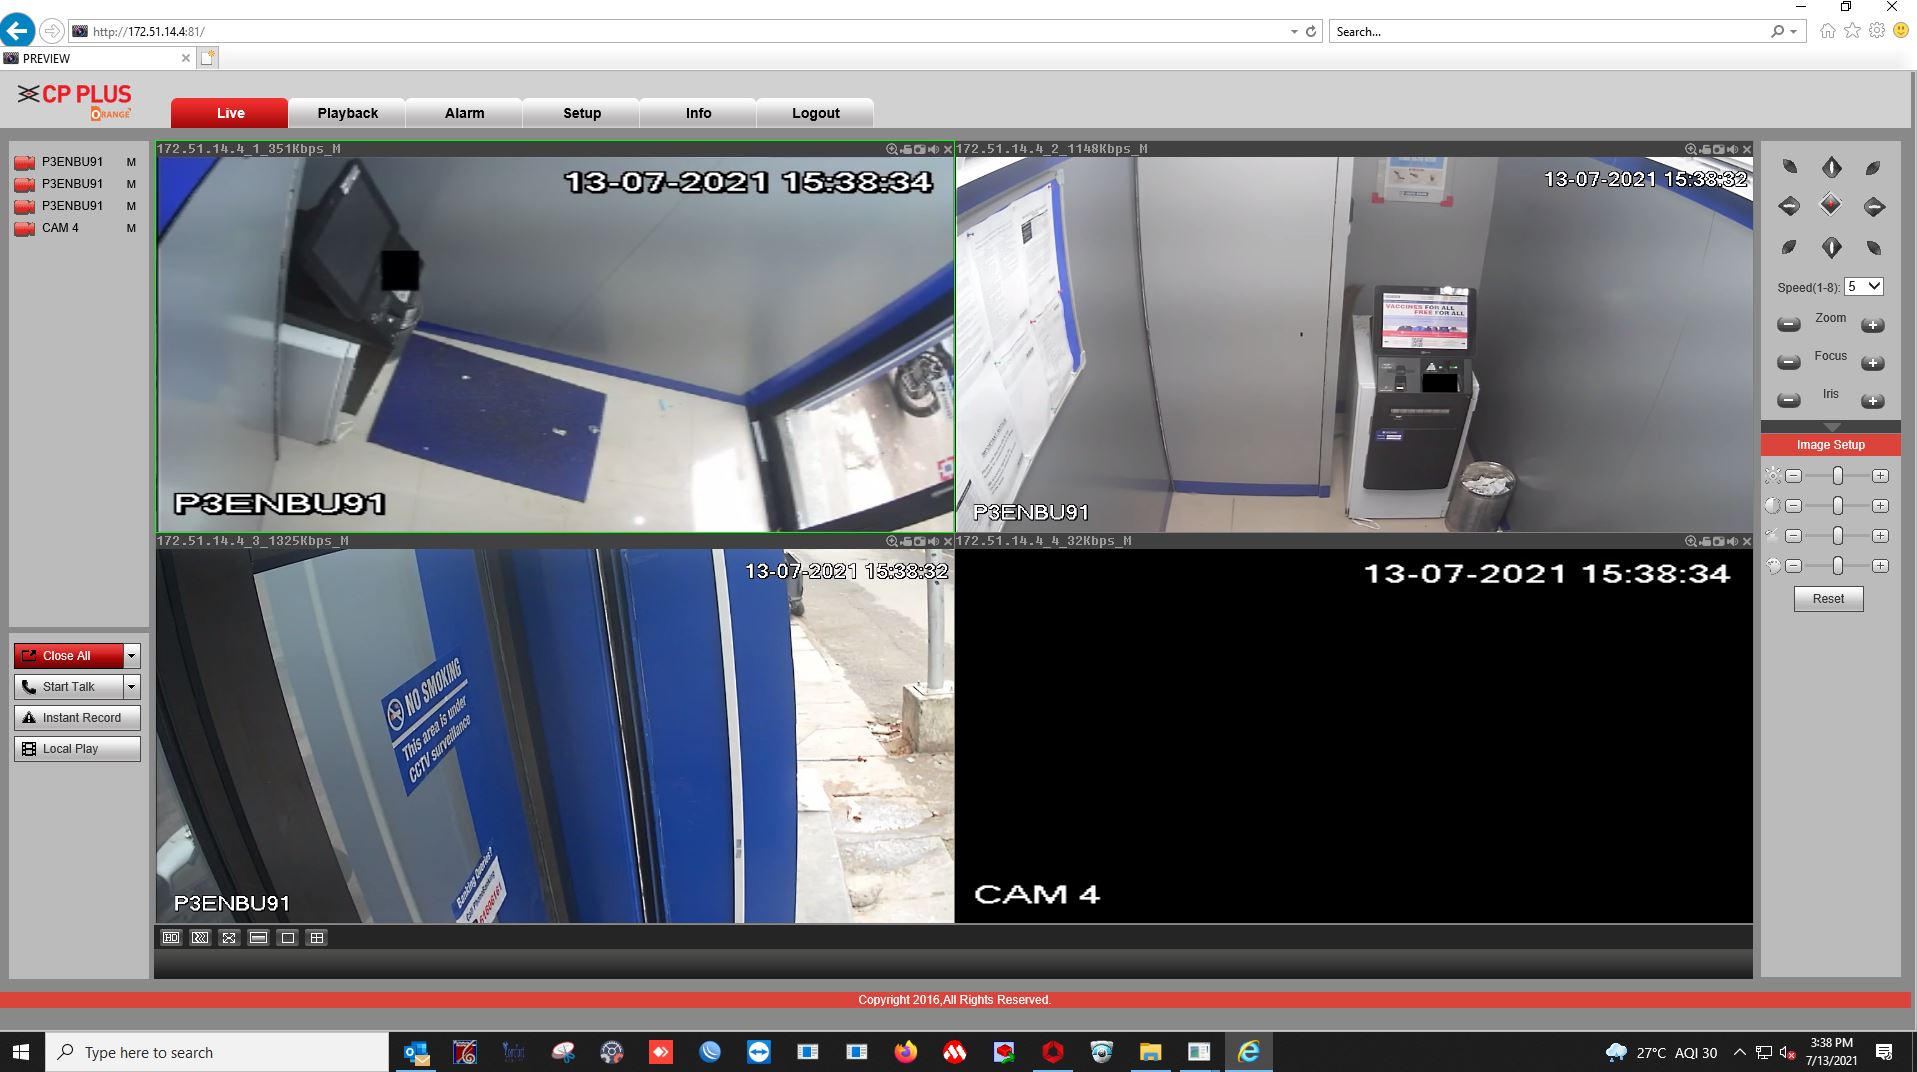 http://172.51.14.4:81/
Search...
PREVIEW
CP PLUS
ORANGE
Live
Playback
Alarm
Setup
Info
Logout
P3ENBU91 M
P3ENBU91 M
P3ENBU91 M
CAM 4 M
Close All
Start Talk
Instant Record
Local Play
172.51.14.4_1_351Kbps_M
13-07-2021 15:38:34
P3ENBU91
172.51.14.4_2_1148Kbps_M
13-07-2021 15:38:32
VACCINES FOR ALL
FREE FOR ALL
IMPORTANT NOTICE
P3ENBU91
172.51.14.4_3_1325Kbps_M
13-07-2021 15:38:32
NO SMOKING
This area is under
CCTV surveillance
Banking Queries?
Call PhoneBanking
61606161
P3ENBU91
172.51.14.4_4_32Kbps_M
13-07-2021 15:38:34
CAM 4
HD
Speed(1-8): 5
Zoom
Focus
Iris
Image Setup
Reset
Copyright 2016,All Rights Reserved.
Type here to search
27°C AQI 30
3:38 PM
7/13/2021